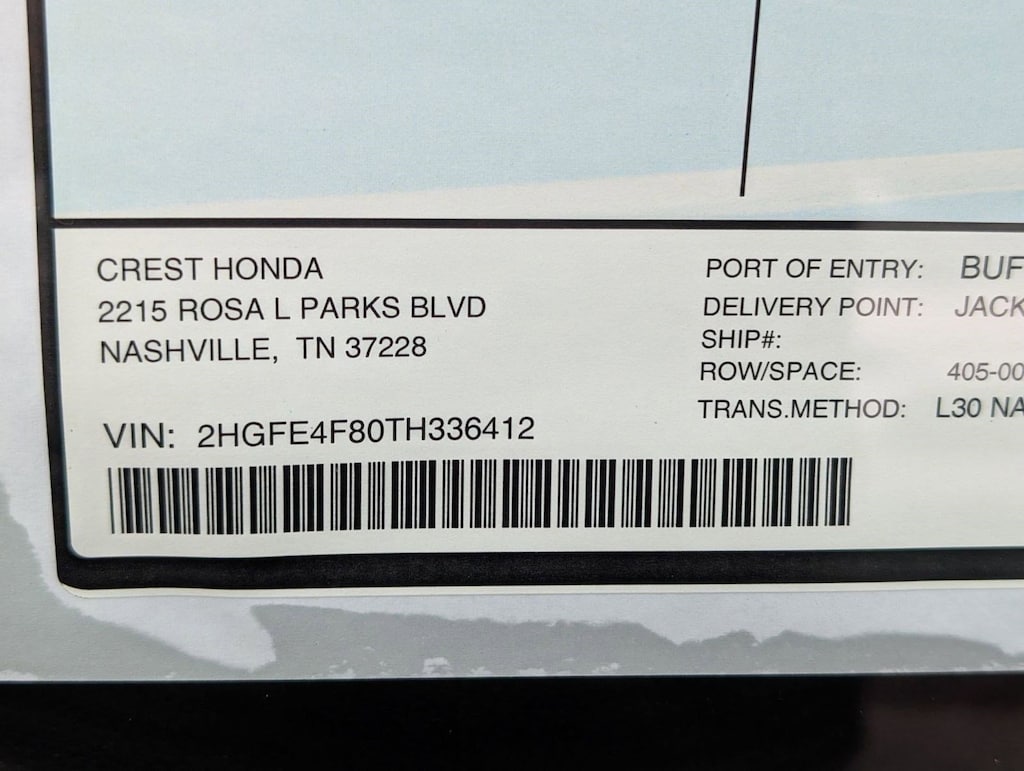 CREST HONDA
2215 ROSA L PARKS BLVD
NASHVILLE, TN 37228
VIN: 2HGFE4F80TH336412
PORT OF ENTRY: BUF
DELIVERY POINT: JACK
SHIP#:
ROW/SPACE: 405-00
TRANS.METHOD: L30 NA